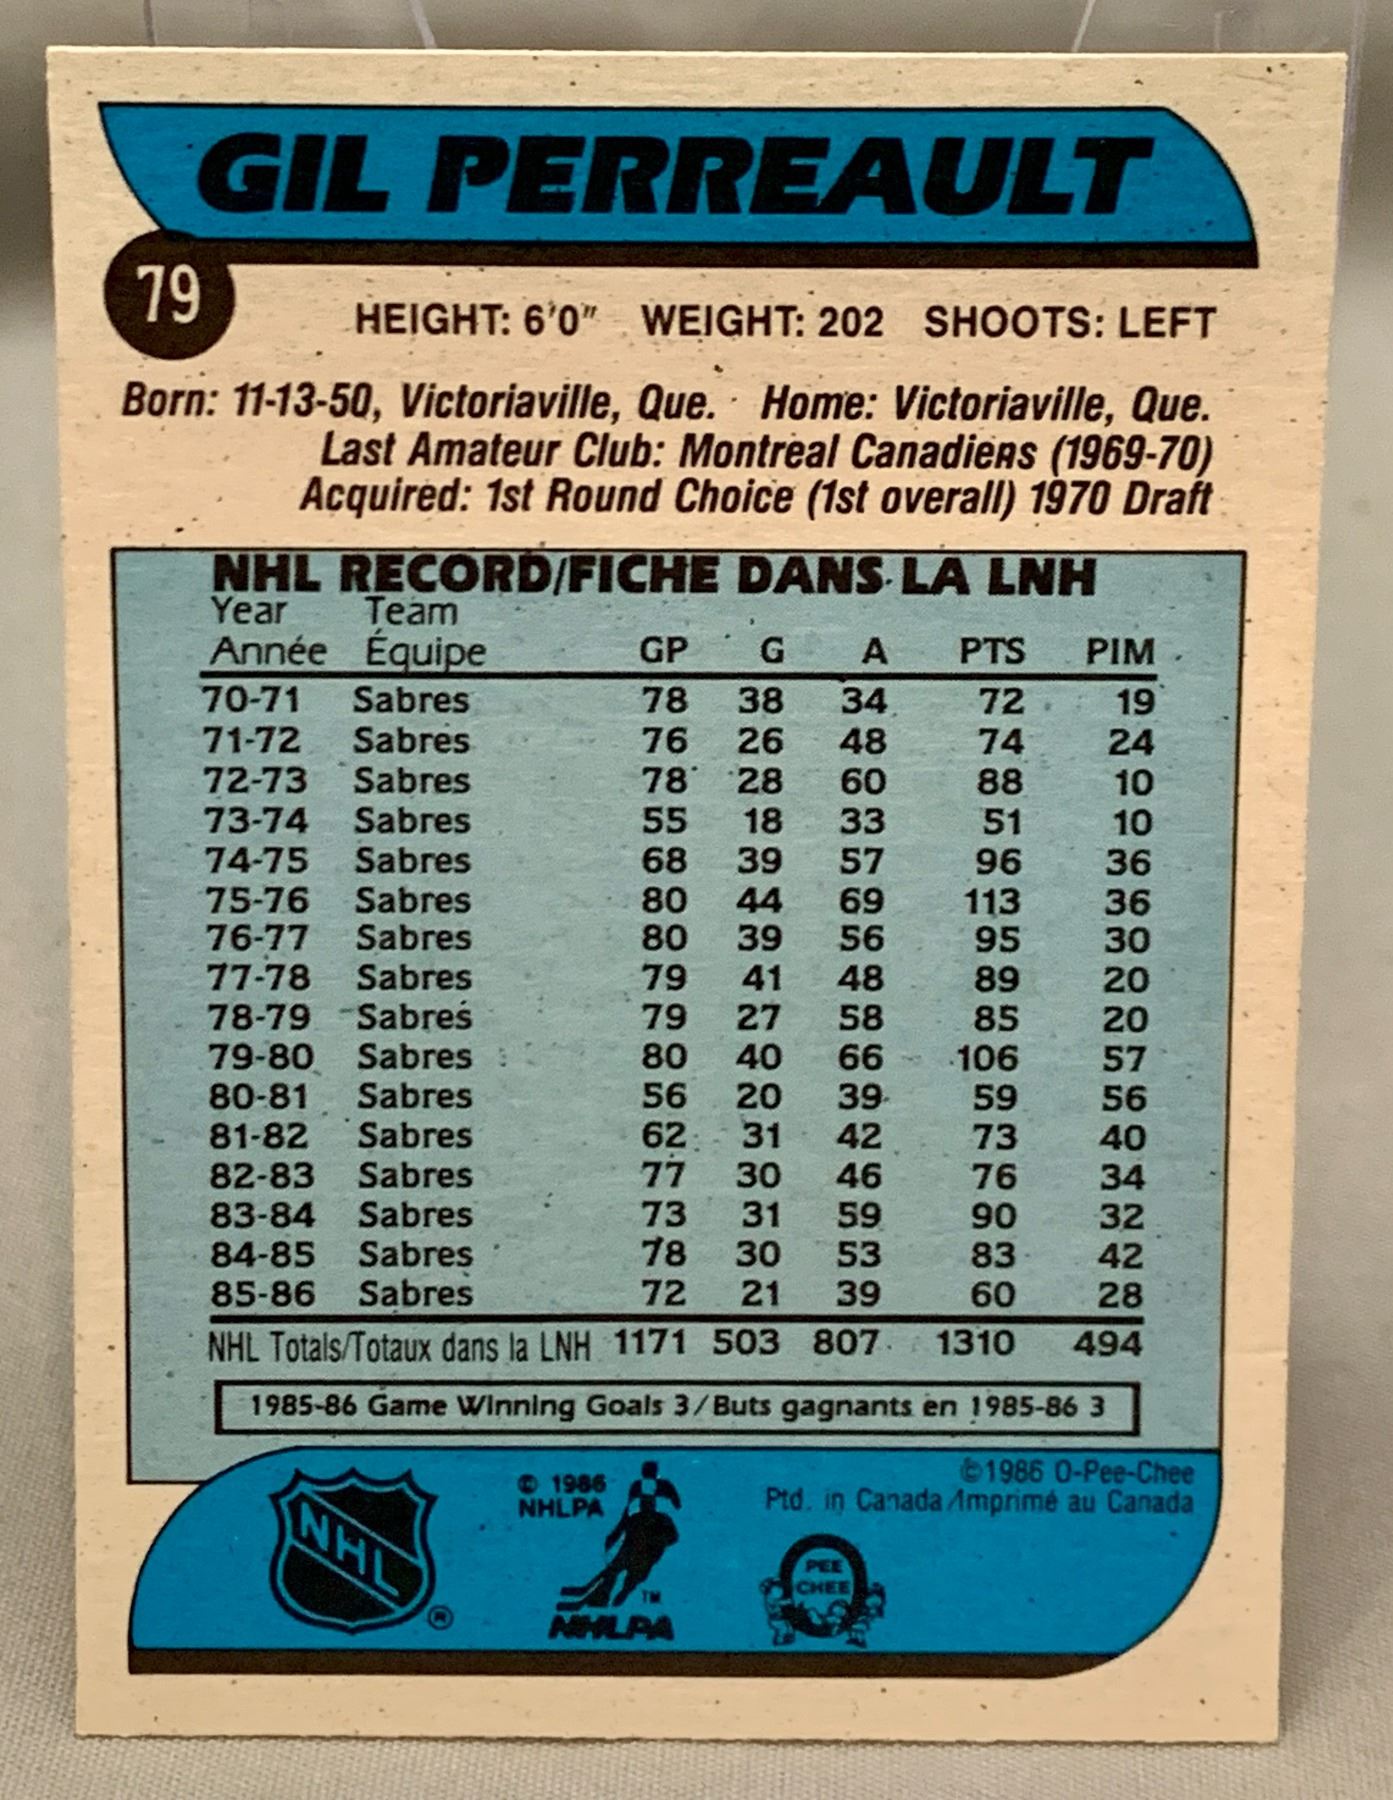 GIL PERREAULT
79
HEIGHT: 6'0" WEIGHT: 202 SHOOTS: LEFT
Born: 11-13-50, Victoriaville, Que. Home: Victoriaville, Que.
Last Amateur Club: Montreal Canadiens (1969-70)
Acquired: 1st Round Choice (1st overall) 1970 Draft
NHL RECORD/FICHE DANS LA LNH
Year Team
Année Équipe GP G A PTS PIM
70-71 Sabres 78 38 34 72 19
71-72 Sabres 76 26 48 74 24
72-73 Sabres 78 28 60 88 10
73-74 Sabres 55 18 33 51 10
74-75 Sabres 68 39 57 96 36
75-76 Sabres 80 44 69 113 36
76-77 Sabres 80 39 56 95 30
77-78 Sabres 79 41 48 89 20
78-79 Sabres 79 27 58 85 20
79-80 Sabres 80 40 66 106 57
80-81 Sabres 56 20 39 59 56
81-82 Sabres 62 31 42 73 40
82-83 Sabres 77 30 46 76 34
83-84 Sabres 73 31 59 90 32
84-85 Sabres 78 30 53 83 42
85-86 Sabres 72 21 39 60 28
NHL Totals/Totaux dans la LNH 1171 503 807 1310 494
1985-86 Game Winning Goals 3/Buts gagnants en 1985-86 3
NHL ®
© 1986
NHLPA
TM
NHLPA
©1986 O-Pee-Chee
Ptd. in Canada/Imprimé au Canada
PEE
CHEE